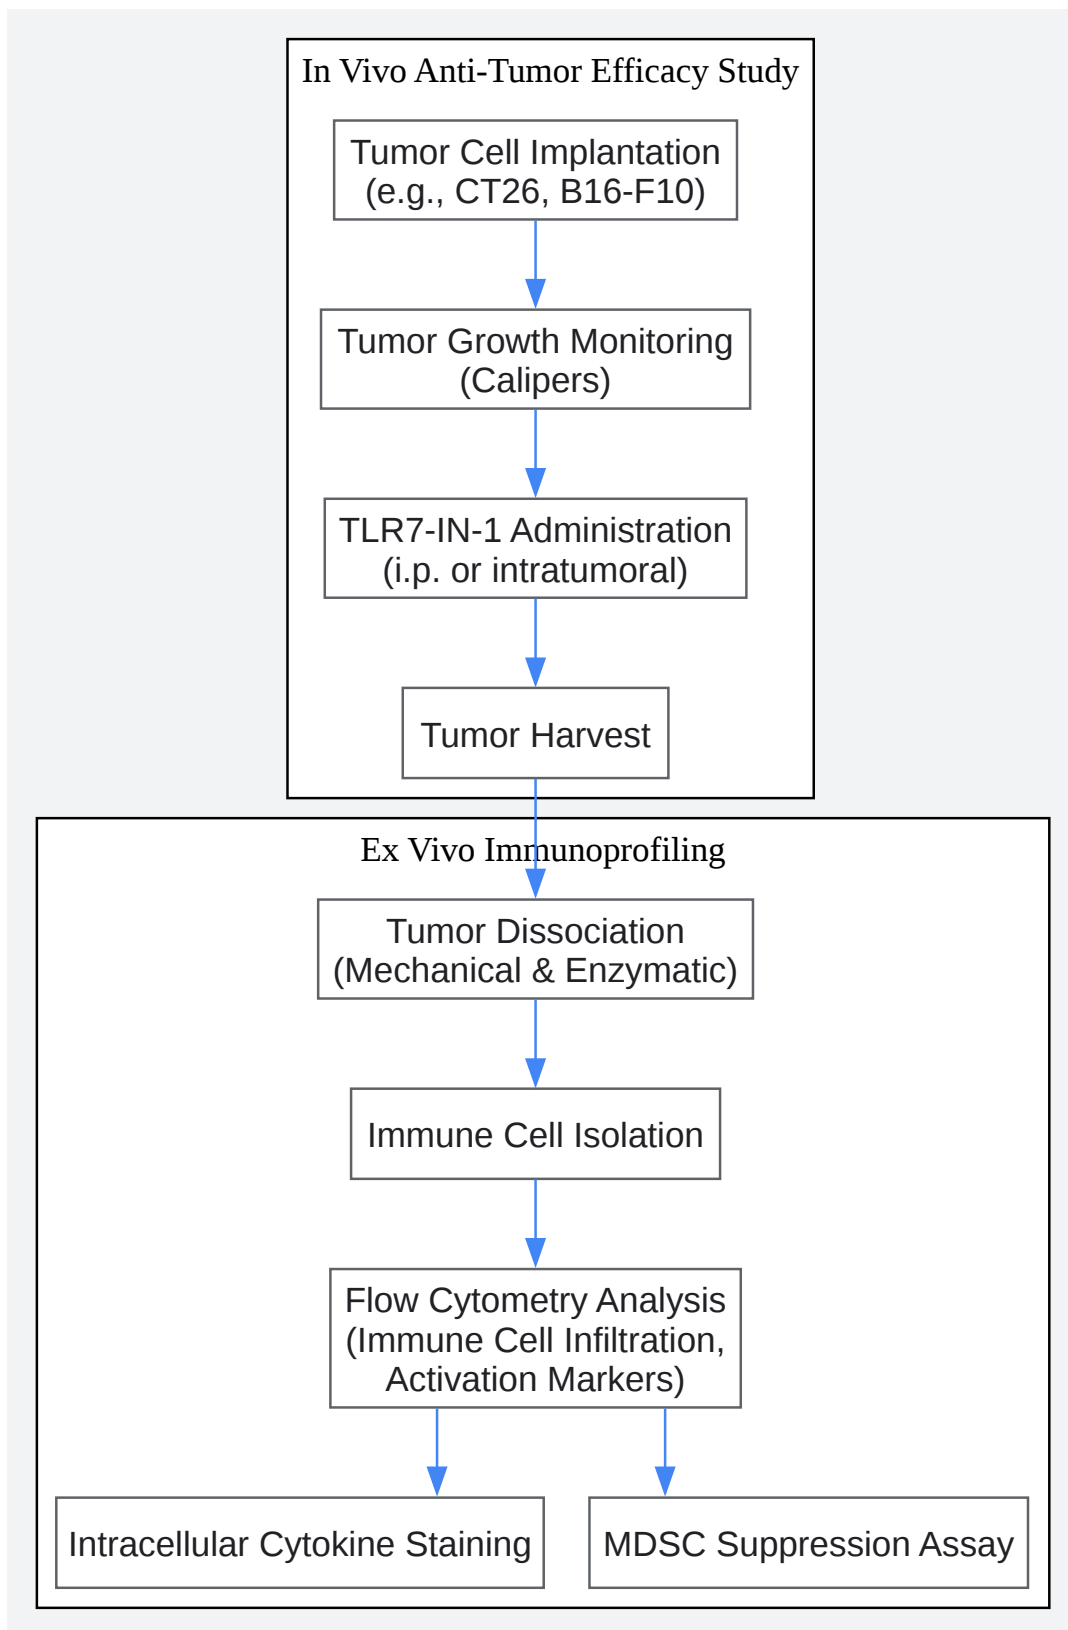 In Vivo Anti-Tumor Efficacy Study
Tumor Cell Implantation
(e.g., CT26, B16-F10)
Tumor Growth Monitoring
(Calipers)
TLR7-IN-1 Administration
(i.p. or intratumoral)
Tumor Harvest
Ex Vivo Immunoprofiling
Tumor Dissociation
(Mechanical & Enzymatic)
Immune Cell Isolation
Flow Cytometry Analysis
(Immune Cell Infiltration,
Activation Markers)
Intracellular Cytokine Staining
MDSC Suppression Assay